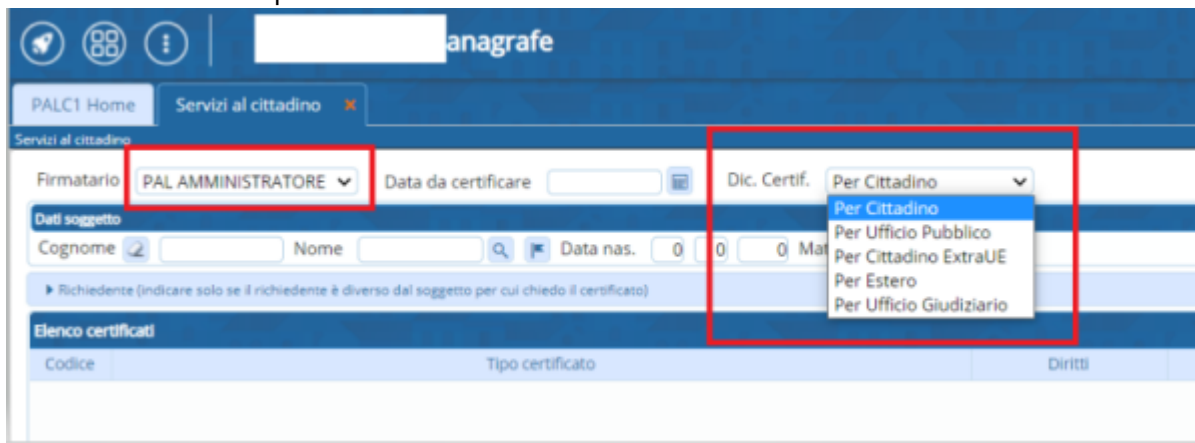 anagrafe
PALC1 Home Servizi al cittadino ×
Servizi al cittadino
Firmatario PAL AMMINISTRATORE Data da certificare Dic. Certif. Per Cittadino
Per Cittadino
Per Ufficio Pubblico
Per Cittadino ExtraUE
Per Estero
Per Ufficio Giudiziario
Dati soggetto
Cognome Nome Data nas. 0 0 0
Richiedente (indicare solo se il richiedente è diverso dal soggetto per cui chiedo il certificato)
Elenco certificati
Codice Tipo certificato Diritti